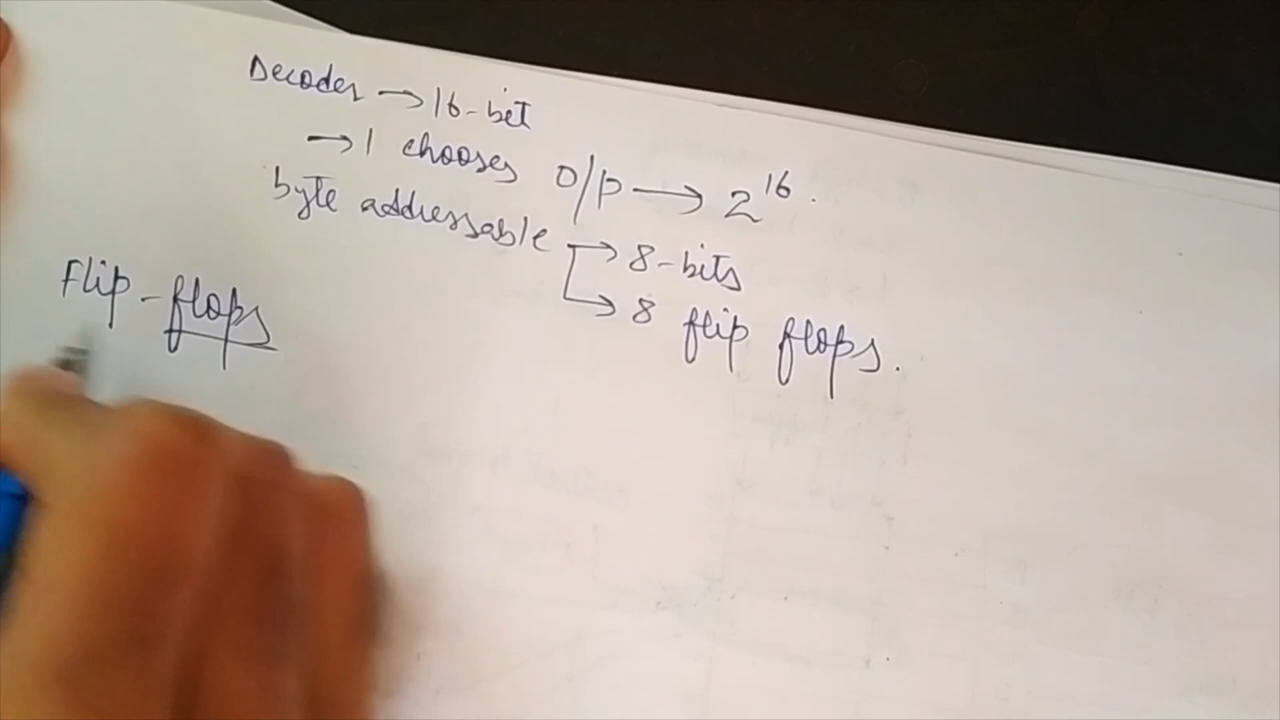 Decoder → 16-bit
→ 1 chooses O/P → 2^16.
byte addressable → 8-bits
→ 8 flip flops.
Flip-flops